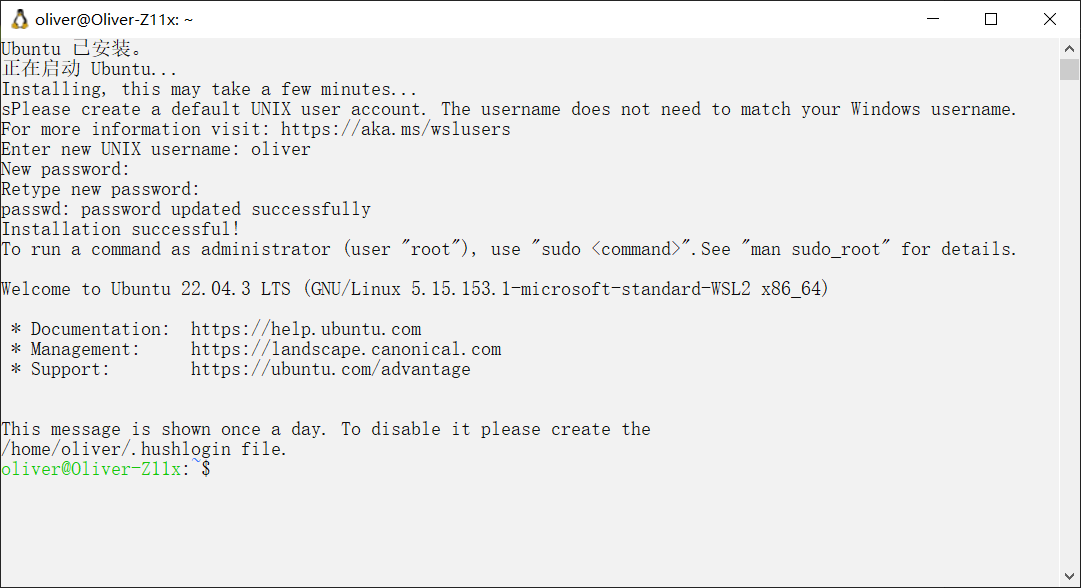 oliver@Oliver-Z11x: ~
Ubuntu 已安装。
正在启动 Ubuntu...
Installing, this may take a few minutes...
sPlease create a default UNIX user account. The username does not need to match your Windows username.
For more information visit: https://aka.ms/wslusers
Enter new UNIX username: oliver
New password:
Retype new password:
passwd: password updated successfully
Installation successful!
To run a command as administrator (user "root"), use "sudo <command>".See "man sudo_root" for details.
Welcome to Ubuntu 22.04.3 LTS (GNU/Linux 5.15.153.1-microsoft-standard-WSL2 x86_64)
* Documentation:  https://help.ubuntu.com
* Management:     https://landscape.canonical.com
* Support:        https://ubuntu.com/advantage
This message is shown once a day. To disable it please create the
/home/oliver/.hushlogin file.
oliver@Oliver-Z11x:~$